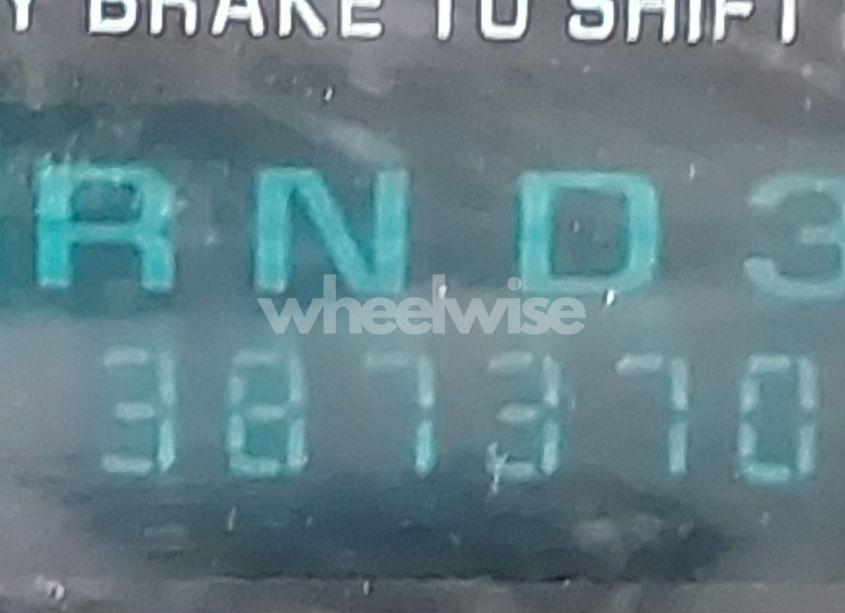 Y BRAKE TO SHIFT
R N D 3
wheelwise
387370